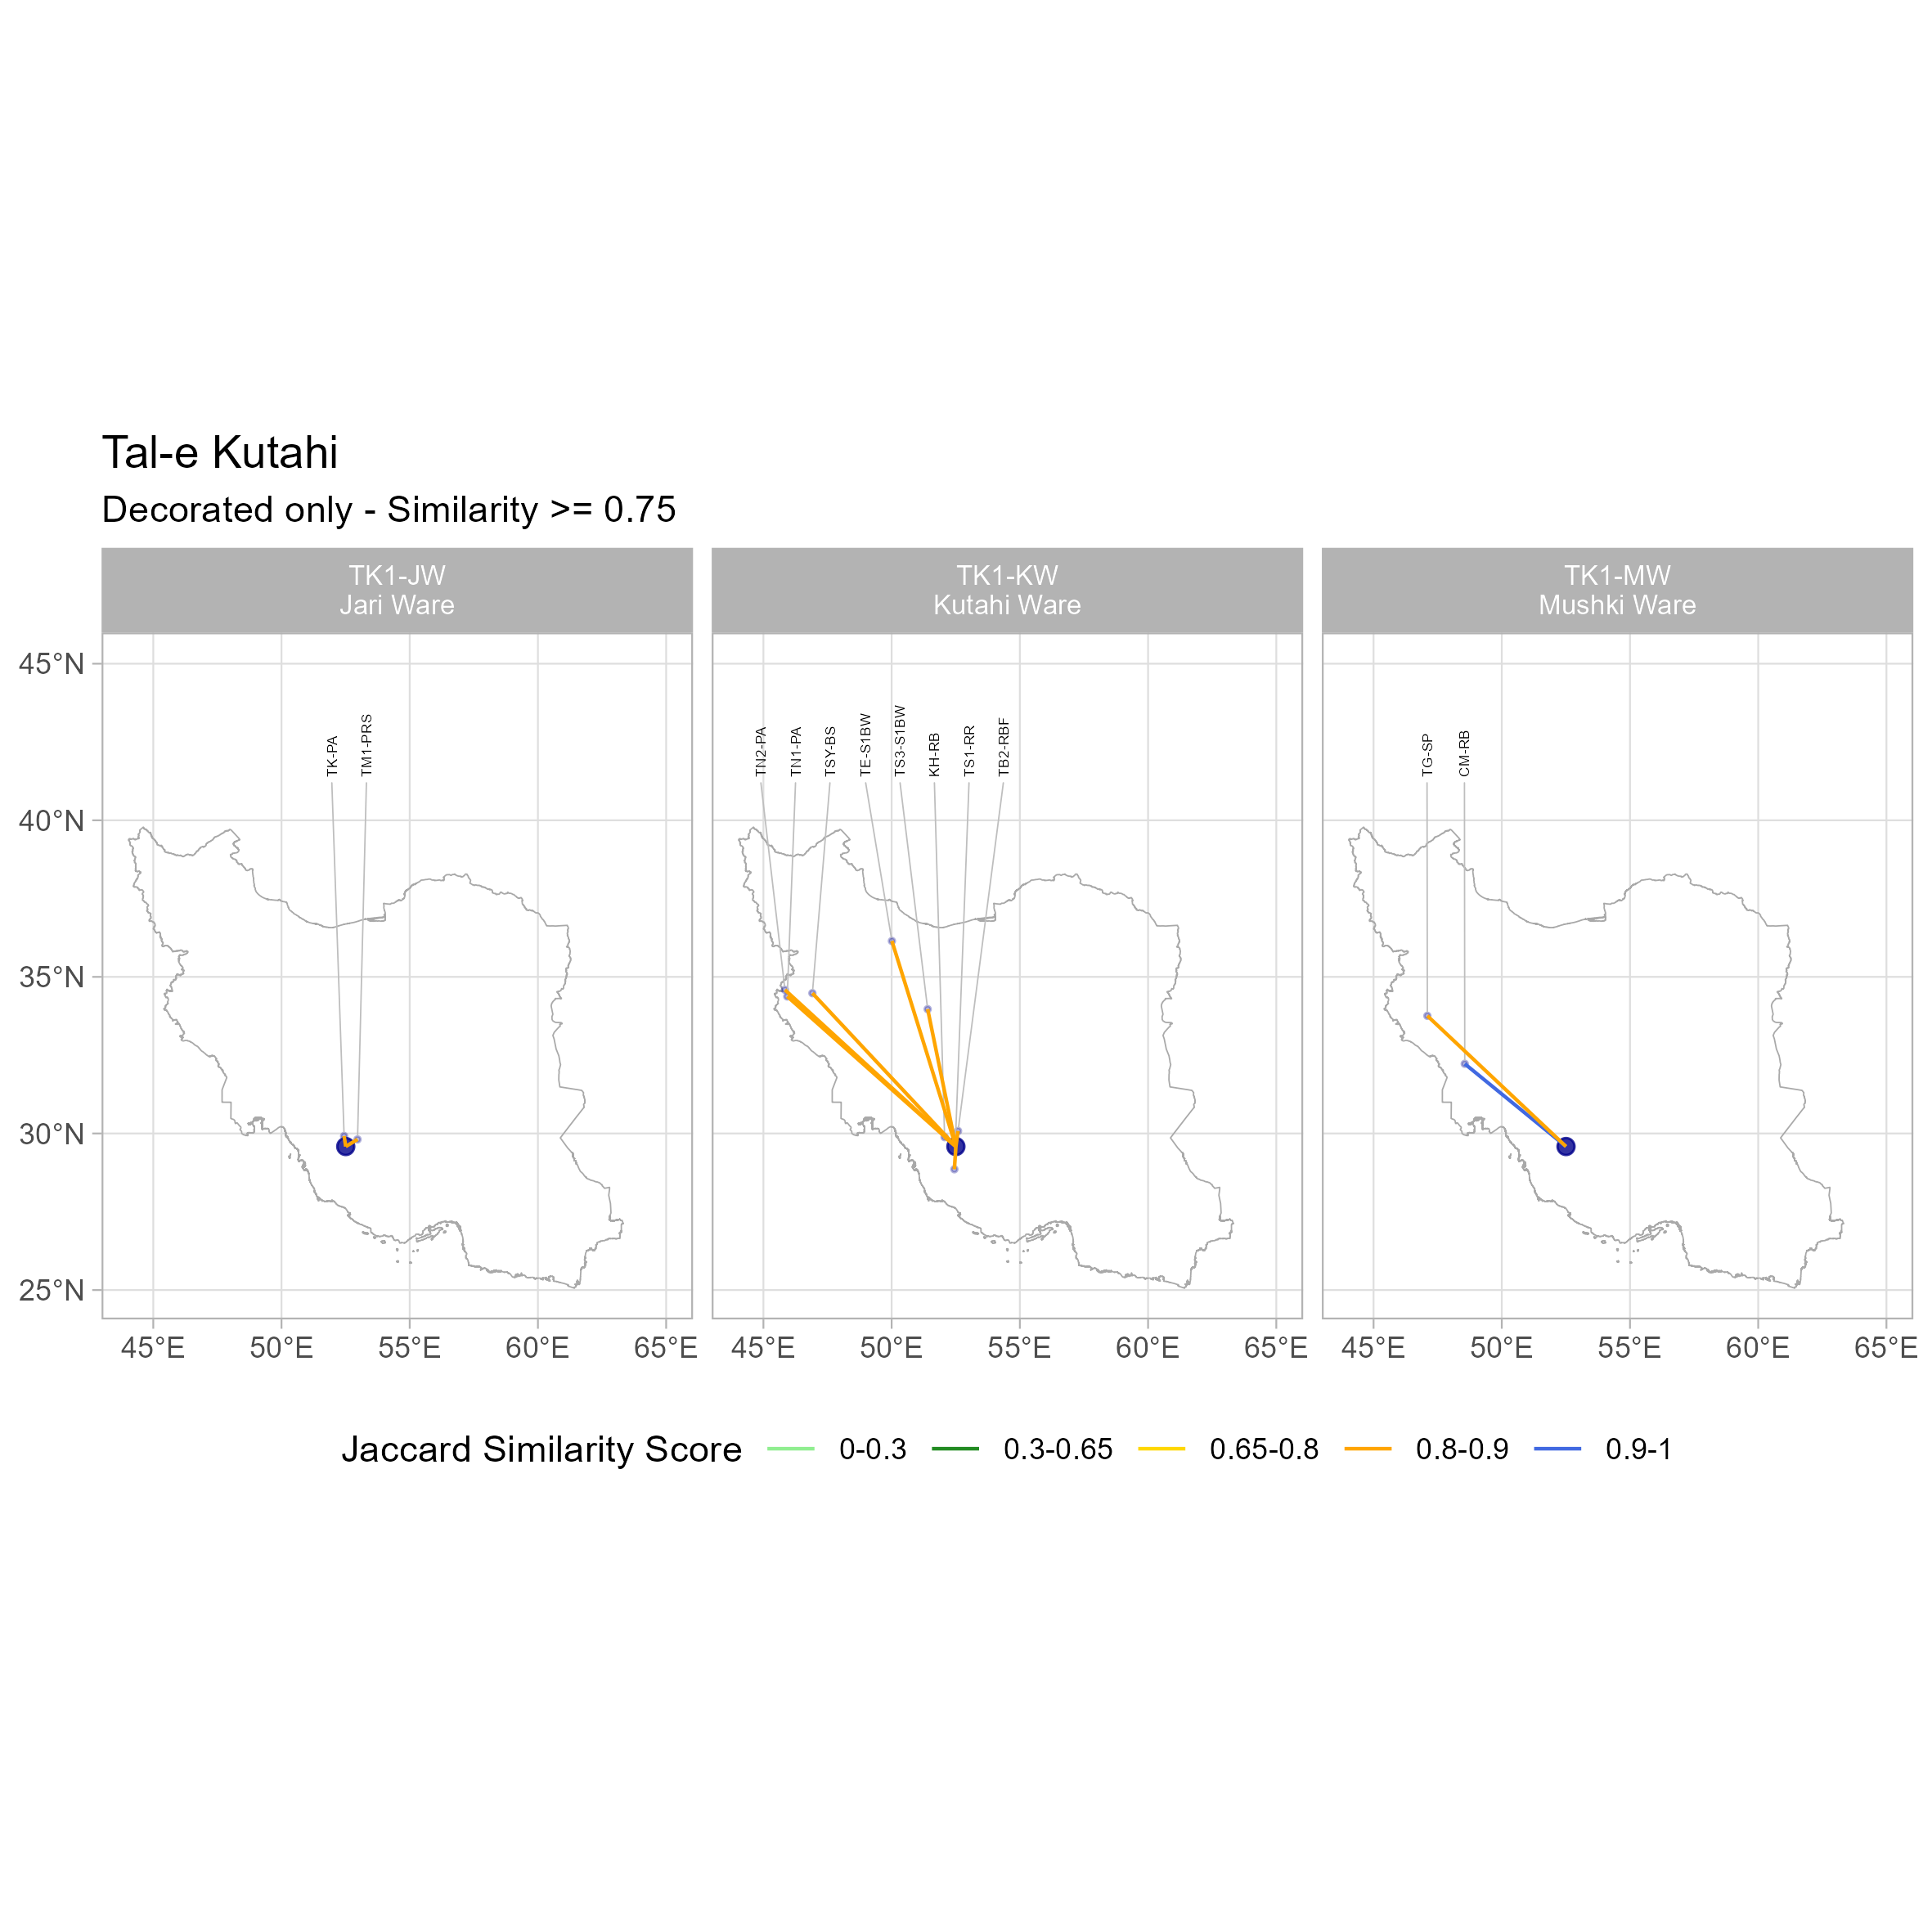 Tal-e Kutahi
Decorated only - Similarity >= 0.75
TK1-JW
Jari Ware
TK1-KW
Kutahi Ware
TK1-MW
Mushki Ware
45°N
40°N
35°N
30°N
25°N
TK-PA
TM1-PRS
TN2-PA
TN1-PA
TSY-BS
TE-S1BW
TS3-S1BW
KH-RB
TS1-RR
TB2-RBF
TG-SP
CM-RB
45°E 50°E 55°E 60°E 65°E
45°E 50°E 55°E 60°E 65°E
45°E 50°E 55°E 60°E 65°E
Jaccard Similarity Score 0-0.3 0.3-0.65 0.65-0.8 0.8-0.9 0.9-1